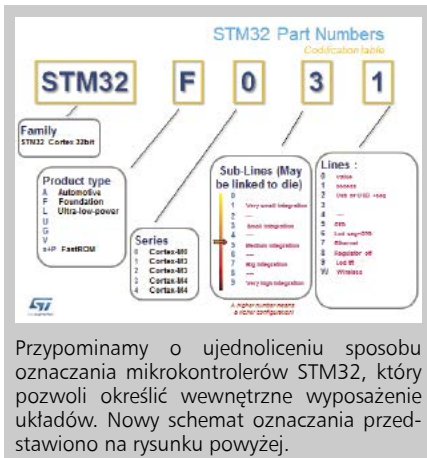 STM32 Part Numbers
Codification table
STM32 F 0 3 1
Family
STM32 Cortex 32bit
Product type
A Automotive
F Foundation
L Ultra-low-power
U
G
V
s+P FastROM
Series
0 Cortex-M0
1 Cortex-M3
2 Cortex-M3
3 Cortex-M4
4 Cortex-M4
Sub-Lines (May
be linked to die)
0
1 Very small integration
2 ---
3 Small integration
4 ---
5 Medium integration
6 ---
7 Big integration
8 ---
9 Very high integration
A higher number means
a richer configuration!
Lines :
0 Value
1 Access
2
3
4 ---
5
6
7 Ethernet
8 Regulator off
9
W Wireless
ST
Przypominamy o ujednoliceniu sposobu
oznaczania mikrokontrolerów STM32, który
pozwoli określić wewnętrzne wyposażenie
układów. Nowy schemat oznaczania przed-
stawiono na rysunku powyżej.